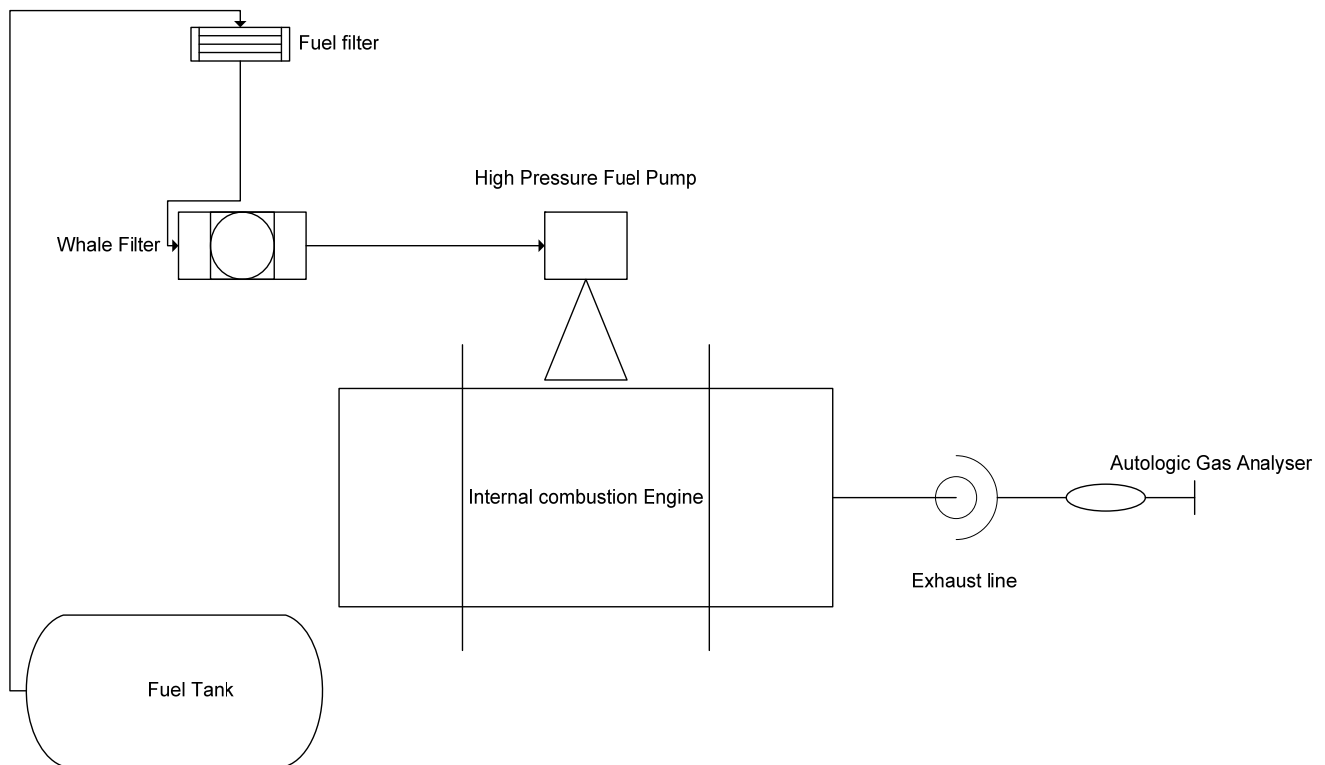 Fuel filter
High Pressure Fuel Pump
Whale Filter
Autologic Gas Analyser
Internal combustion Engine
Exhaust line
Fuel Tank